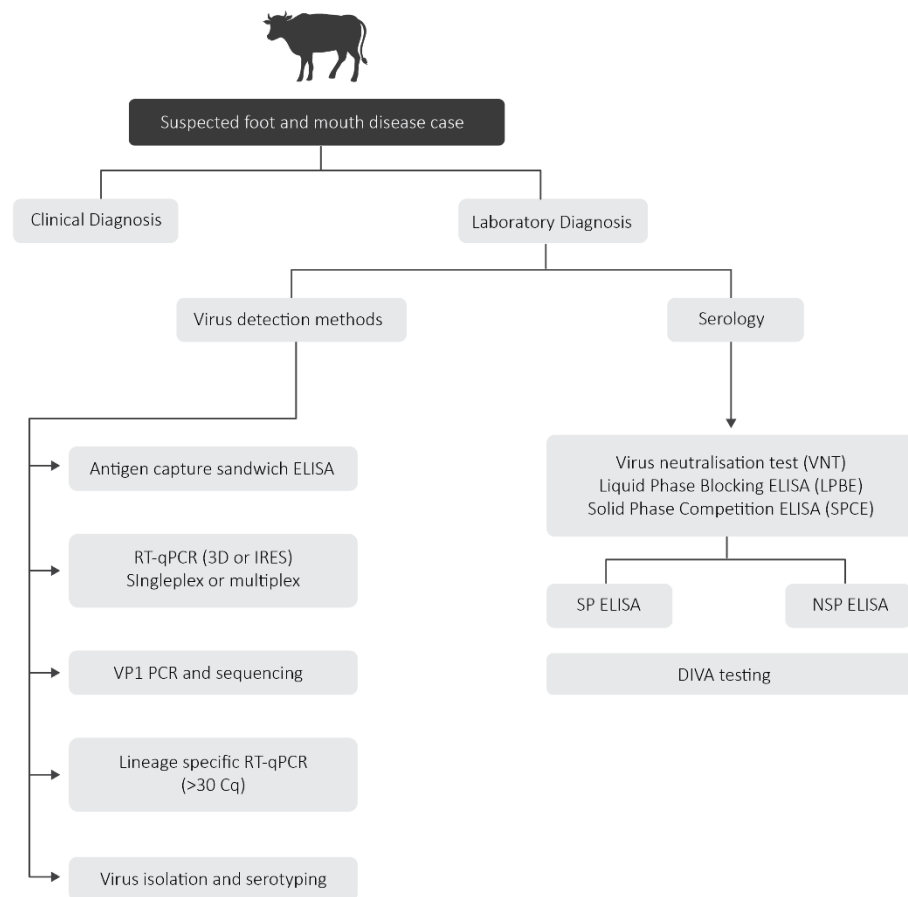 Suspected foot and mouth disease case
Clinical Diagnosis
Laboratory Diagnosis
Virus detection methods
Serology
Antigen capture sandwich ELISA
RT-qPCR (3D or IRES)
SIngleplex or multiplex
VP1 PCR and sequencing
Lineage specific RT-qPCR
(>30 Cq)
Virus isolation and serotyping
Virus neutralisation test (VNT)
Liquid Phase Blocking ELISA (LPBE)
Solid Phase Competition ELISA (SPCE)
SP ELISA
NSP ELISA
DIVA testing